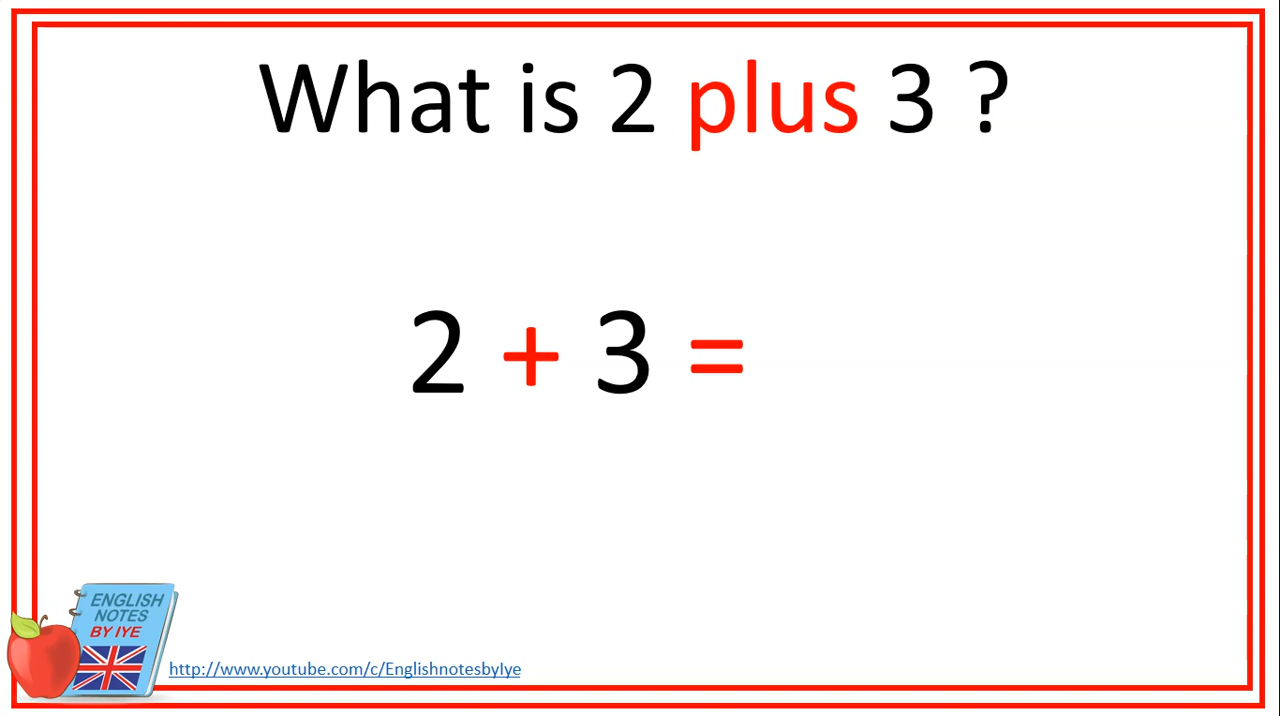 What is 2 plus 3 ?
2 + 3 =
ENGLISH
NOTES
BY IYE
http://www.youtube.com/c/EnglishnotesbyIye